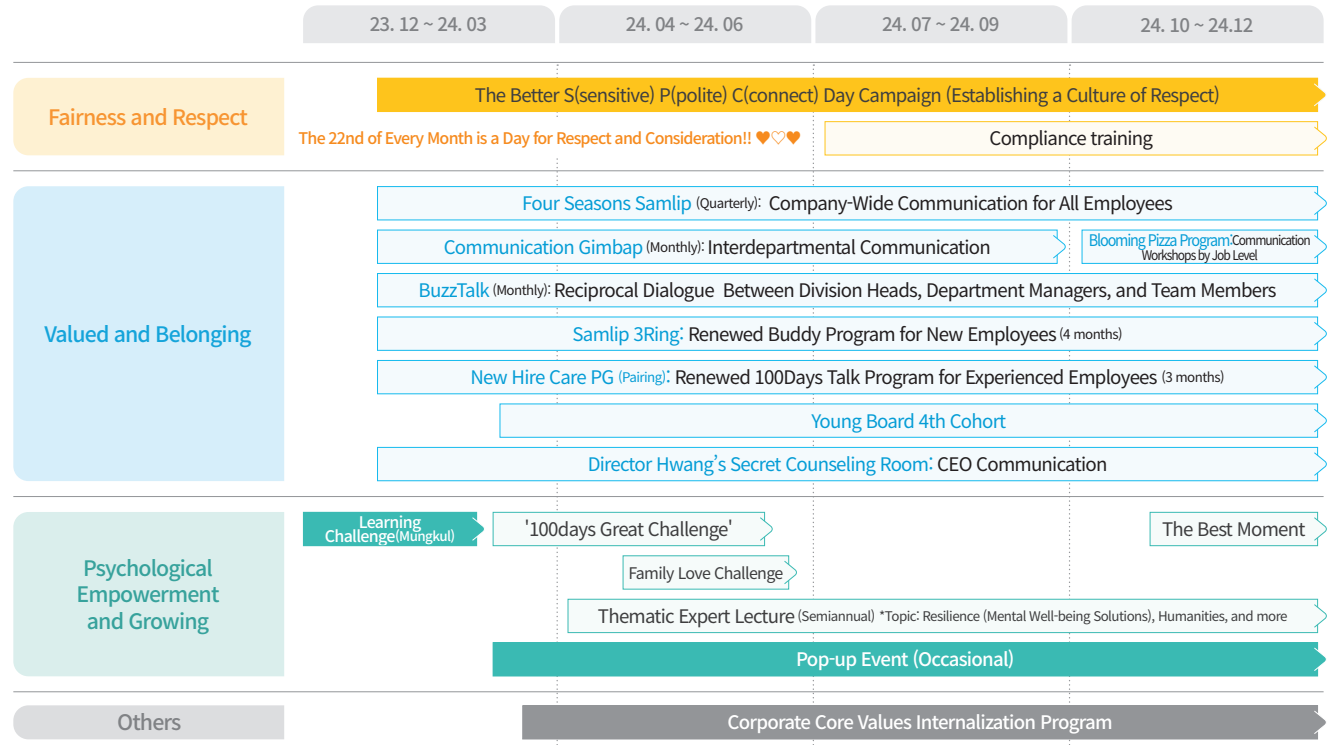 23. 12 ~ 24. 03
24. 04 ~ 24. 06
24. 07 ~ 24. 09
24. 10 ~ 24.12
Fairness and Respect
The Better S(sensitive) P(polite) C(connect) Day Campaign (Establishing a Culture of Respect)
The 22nd of Every Month is a Day for Respect and Consideration!! ♥♡♥
Compliance training
Valued and Belonging
Four Seasons Samlip (Quarterly): Company-Wide Communication for All Employees
Communication Gimbap (Monthly): Interdepartmental Communication
Blooming Pizza Program:Communication
Workshops by Job Level
BuzzTalk (Monthly): Reciprocal Dialogue Between Division Heads, Department Managers, and Team Members
Samlip 3Ring: Renewed Buddy Program for New Employees (4 months)
New Hire Care PG (Pairing): Renewed 100Days Talk Program for Experienced Employees (3 months)
Young Board 4th Cohort
Director Hwang's Secret Counseling Room: CEO Communication
Psychological
Empowerment
and Growing
Learning
Challenge(Mungkul)
'100days Great Challenge'
The Best Moment
Family Love Challenge
Thematic Expert Lecture (Semiannual) *Topic: Resilience (Mental Well-being Solutions), Humanities, and more
Pop-up Event (Occasional)
Others
Corporate Core Values Internalization Program